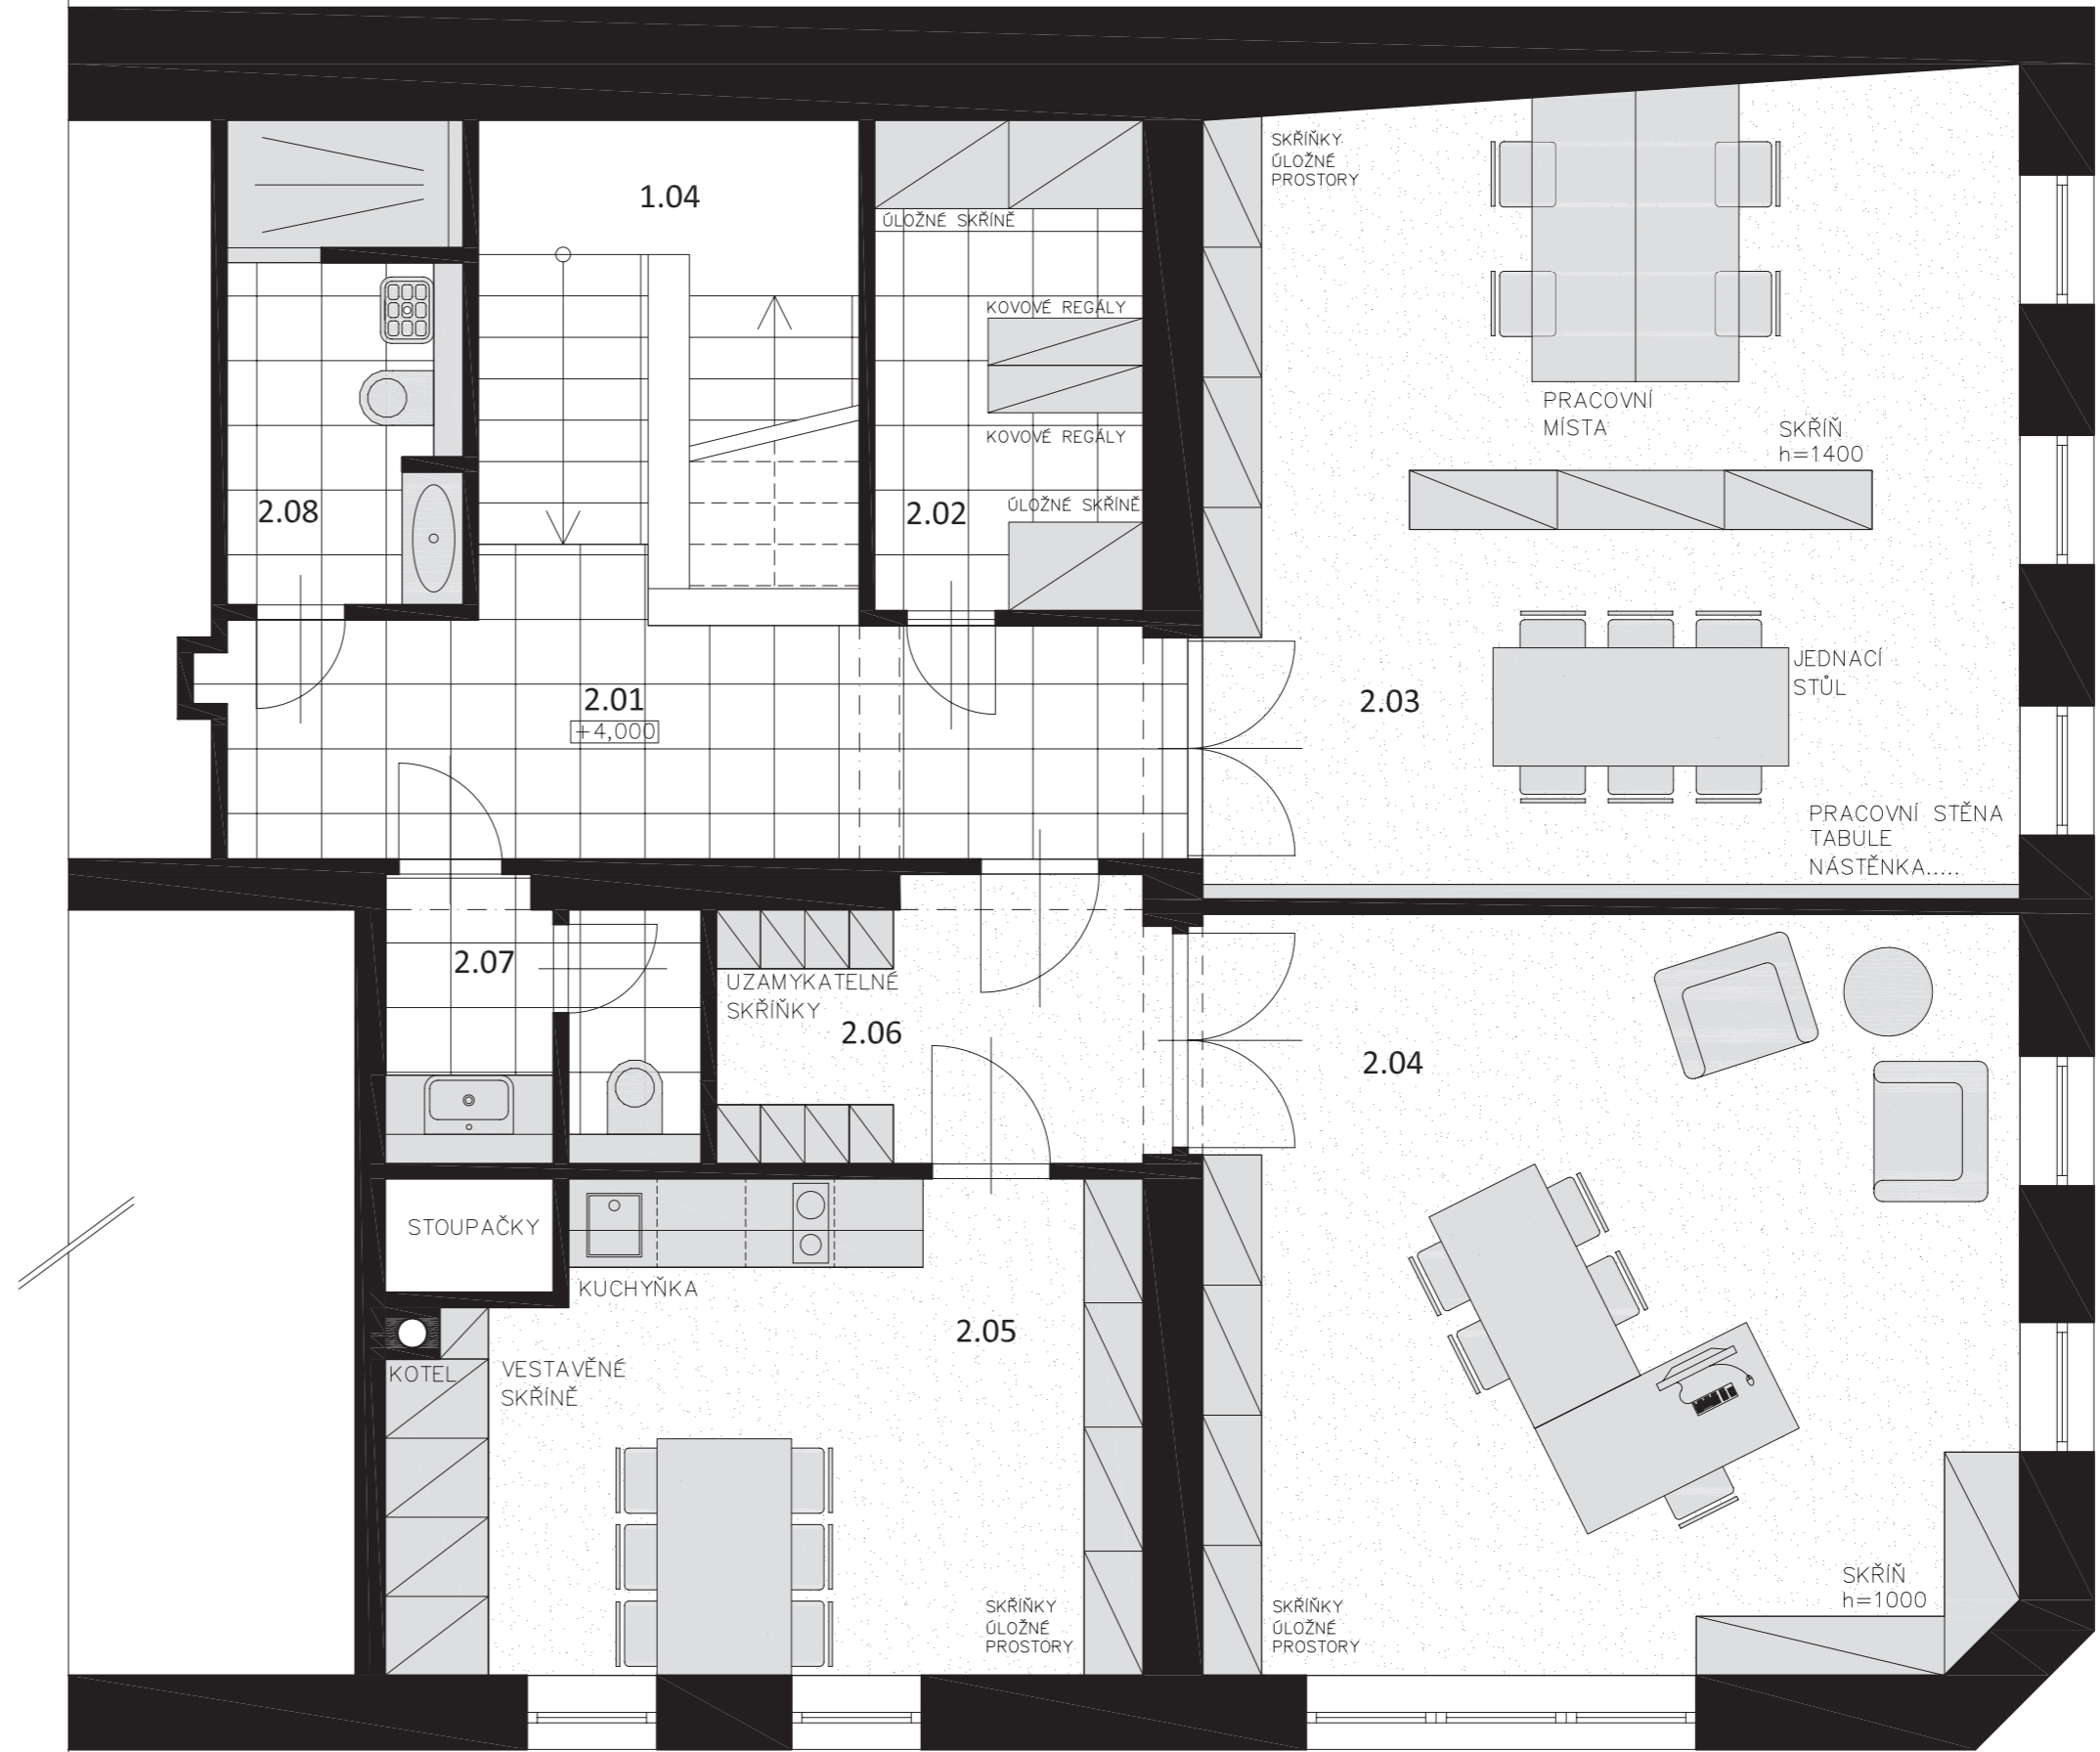 1.04
SKŘÍŇKY
ÚLOŽNÉ
PROSTORY
ÚLOŽNÉ SKŘÍNĚ
KOVOVÉ REGÁLY
KOVOVÉ REGÁLY
PRACOVNÍ
MÍSTA
SKŘÍŇ
h=1400
2.08
2.02
ÚLOŽNÉ SKŘÍNĚ
2.01
+4,000
2.03
JEDNACÍ
STŮL
PRACOVNÍ STĚNA
TABULE
NÁSTĚNKA.....
2.07
UZAMYKATELNÉ
SKŘÍŇKY
2.06
2.04
STOUPAČKY
KUCHYŇKA
2.05
KOTEL
VESTAVĚNÉ
SKŘÍNĚ
SKŘÍŇKY
ÚLOŽNÉ
PROSTORY
SKŘÍŇKY
ÚLOŽNÉ
PROSTORY
SKŘÍŇ
h=1000